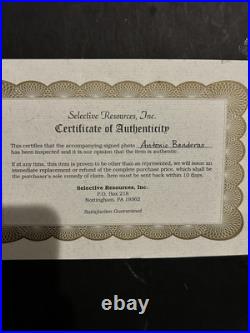 Selective Resources, Inc.
Certificate of Authenticity
This certifies that the accompanying signed photo Antonio Banderas
has been inspected and it is our opinion that the item is authentic.
If at any time, this item is proven to be other than as represented, we will issue an
immediate replacement or refund of the complete purchase price, which shall be
the purchaser's sole remedy of claim. Item must be sent back within 10 days.
Selective Resources, Inc.
P.O. Box 218
Nottingham, PA 19362
Satisfaction Guaranteed